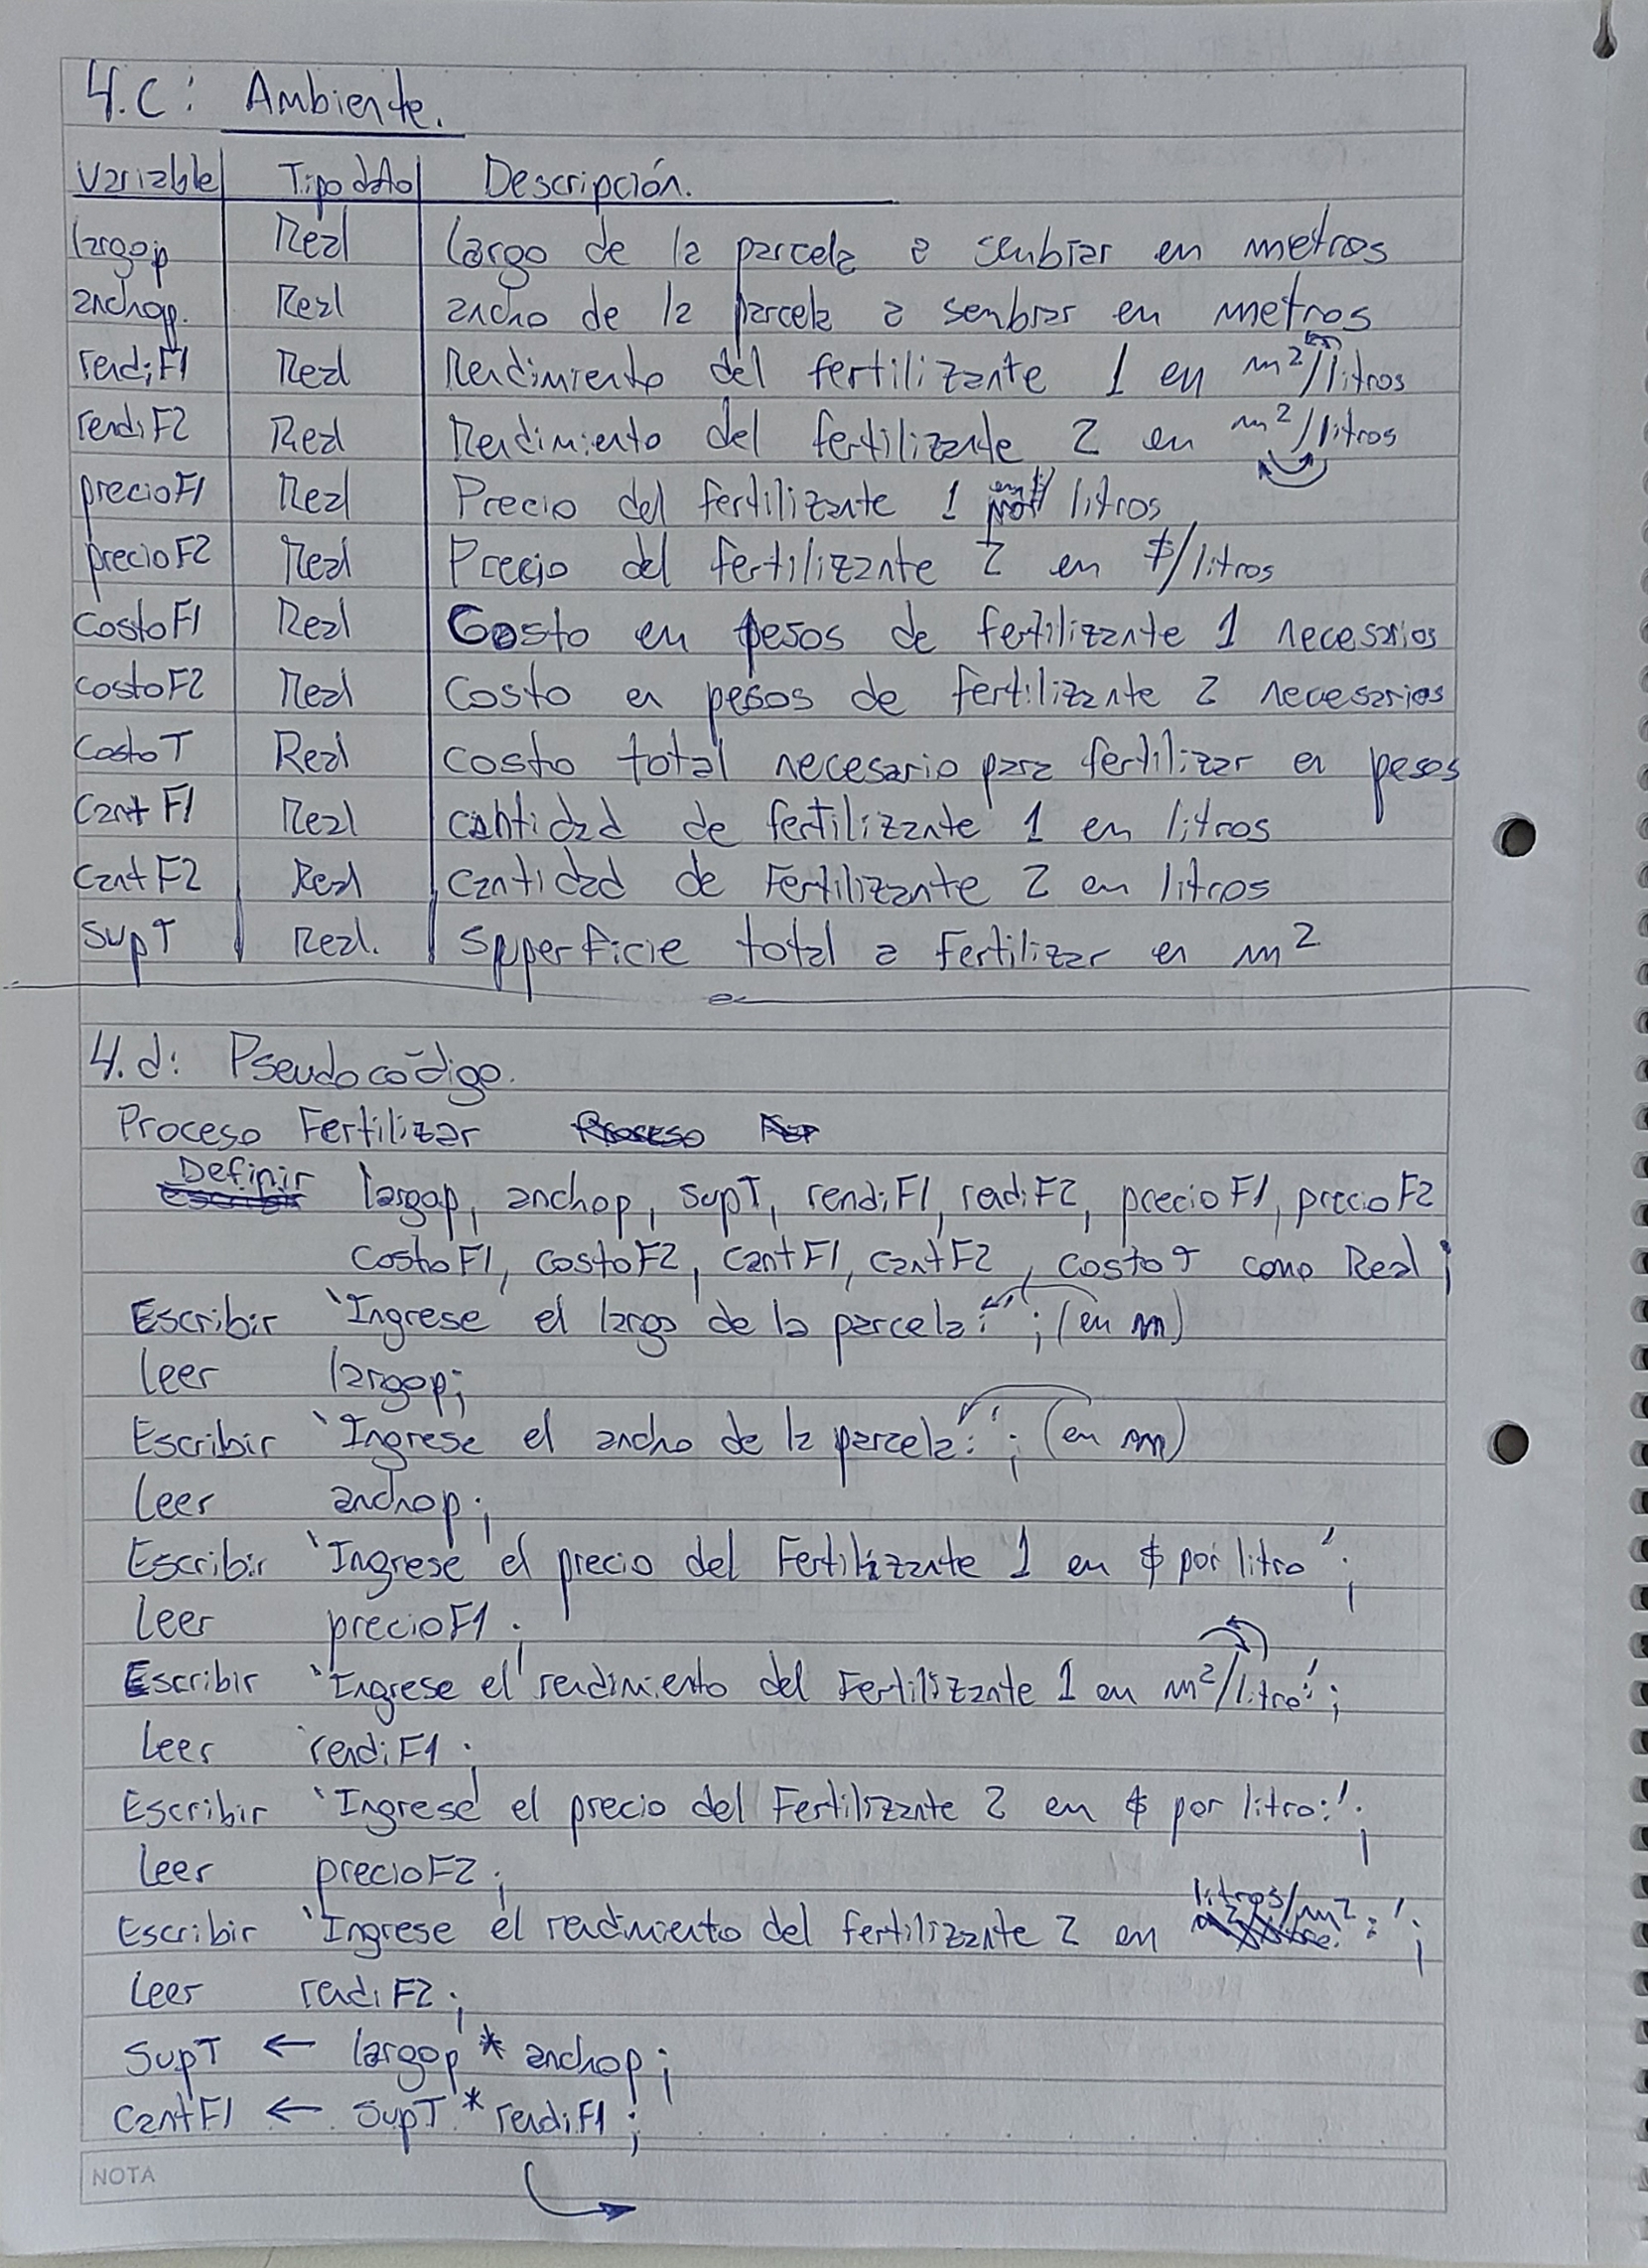 4.c: Ambiente.
Variable Tipo dato Descripción.
largop Real largo de la parcela a senbrar en metros
anchop. Real ancho de la parcela a senbrar en metros
rendiF1 Real Rendimiento del fertilizante 1 en m²/litros
rendiF2 Real Rendimiento del fertilizante 2 en m²/litros
precioF1 Real Precio del fertilizante 1 litros
precioF2 Real Precio del fertilizante 2 en $/litros
costoF1 Real Costo en pesos de fertilizante 1 necesarios
costoF2 Real Costo en pesos de fertilizante 2 necesarios
CostoT Real costo total necesario para fertilizar en pesos
cantF1 Real cantidad de fertilizante 1 en litros
cantF2 Real cantidad de Fertilizante 2 en litros
SupT Real. Superficie total a Fertilizar en m²
4.d: Pseudocódigo.
Proceso Fertilizar
Definir largop, anchop, SupT, rendiF1, rendiF2, precioF1, precioF2
costoF1, costoF2, cantF1, cantF2, costoT como Real;
Escribir 'Ingrese el largo de la parcela:'; (en m)
leer largop;
Escribir 'Ingrese el ancho de la parcela:'; (en m)
Leer anchop;
Escribir 'Ingrese el precio del Fertilizante 1 en $ por litro';
leer precioF1;
Escribir 'Ingrese el rendimiento del Fertilizante 1 en m²/litro:';
Leer rendiF1;
Escribir 'Ingrese el precio del Fertilizante 2 en $ por litro:';
leer precioF2;
Escribir 'Ingrese el rendimiento del fertilizante 2 en litros/m²:';
Leer rendiF2;
SupT ← largop * anchop;
cantF1 ← SupT * rendiF1;
NOTA